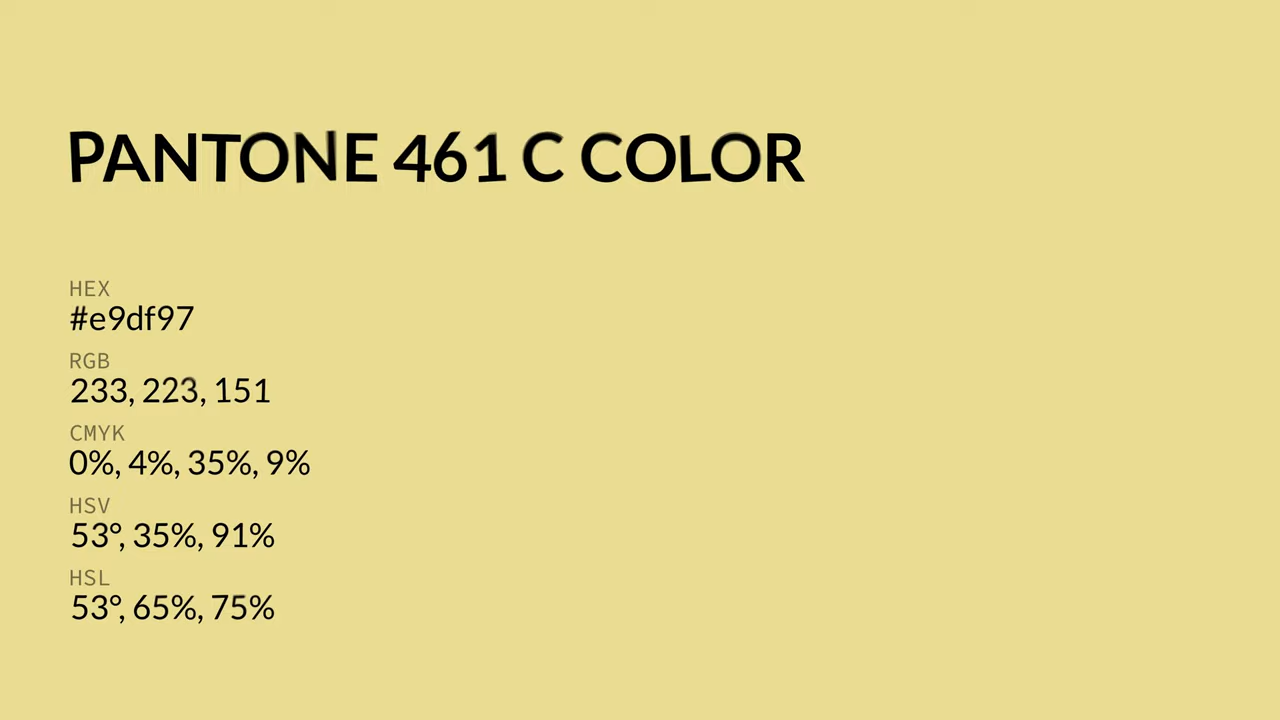 PANTONE 461 C COLOR
HEX
#e9df97
RGB
233, 223, 151
CMYK
0%, 4%, 35%, 9%
HSV
53°, 35%, 91%
HSL
53°, 65%, 75%